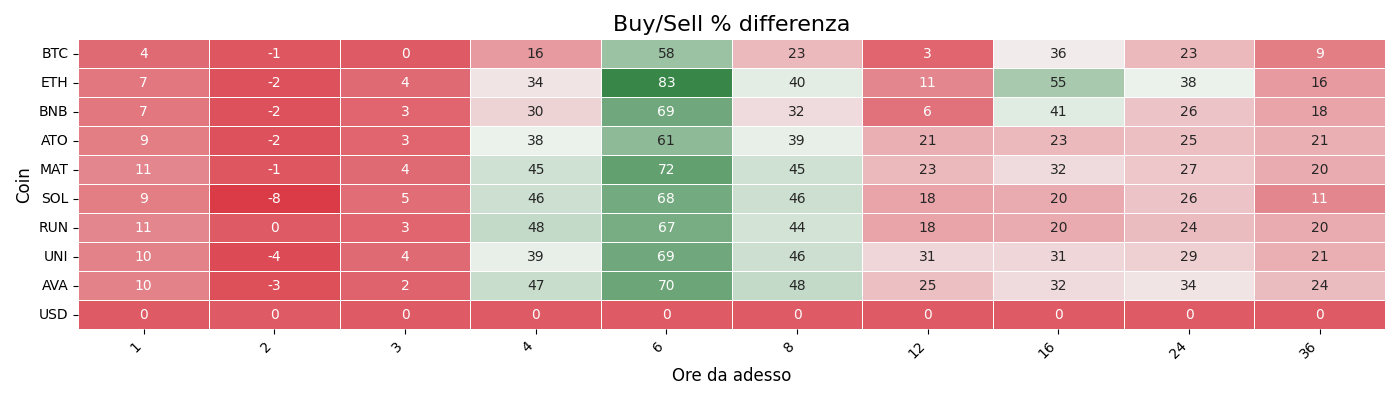 Buy/Sell % differenza
Coin
BTC 4 -1 0 16 58 23 3 36 23 9
ETH 7 -2 4 34 83 40 11 55 38 16
BNB 7 -2 3 30 69 32 6 41 26 18
ATO 9 -2 3 38 61 39 21 23 25 21
MAT 11 -1 4 45 72 45 23 32 27 20
SOL 9 -8 5 46 68 46 18 20 26 11
RUN 11 0 3 48 67 44 18 20 24 20
UNI 10 -4 4 39 69 46 31 31 29 21
AVA 10 -3 2 47 70 48 25 32 34 24
USD 0 0 0 0 0 0 0 0 0 0
1 2 3 4 6 8 12 16 24 36
Ore da adesso